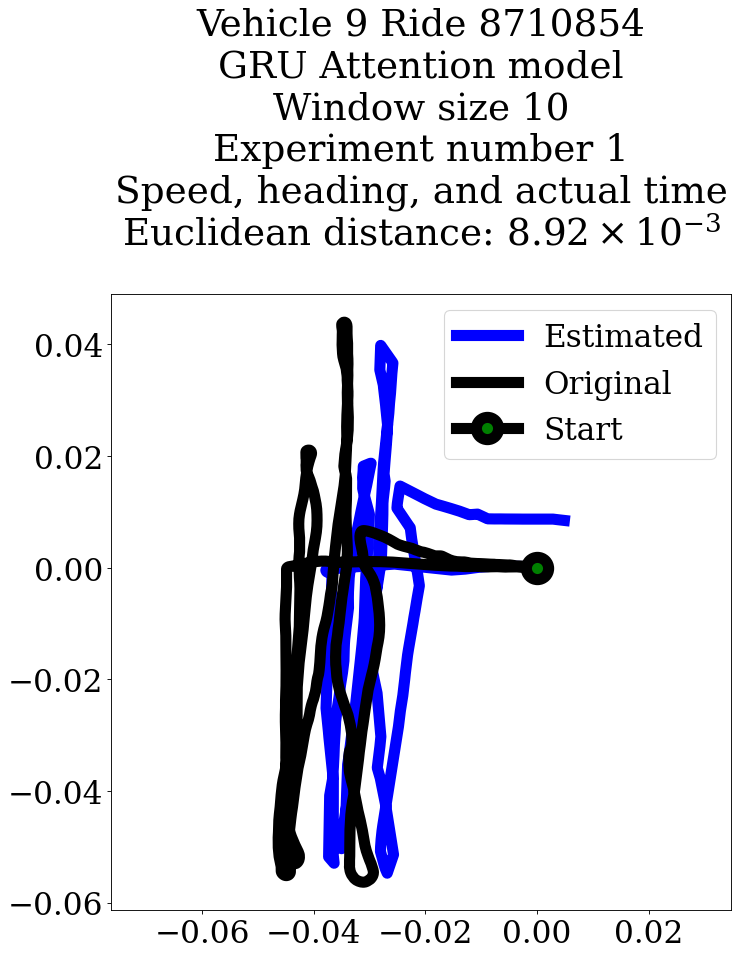 Vehicle 9 Ride 8710854
GRU Attention model
Window size 10
Experiment number 1
Speed, heading, and actual time
Euclidean distance: 8.92 × 10⁻³
Estimated
Original
Start
0.04
0.02
0.00
−0.02
−0.04
−0.06
−0.06 −0.04 −0.02 0.00 0.02